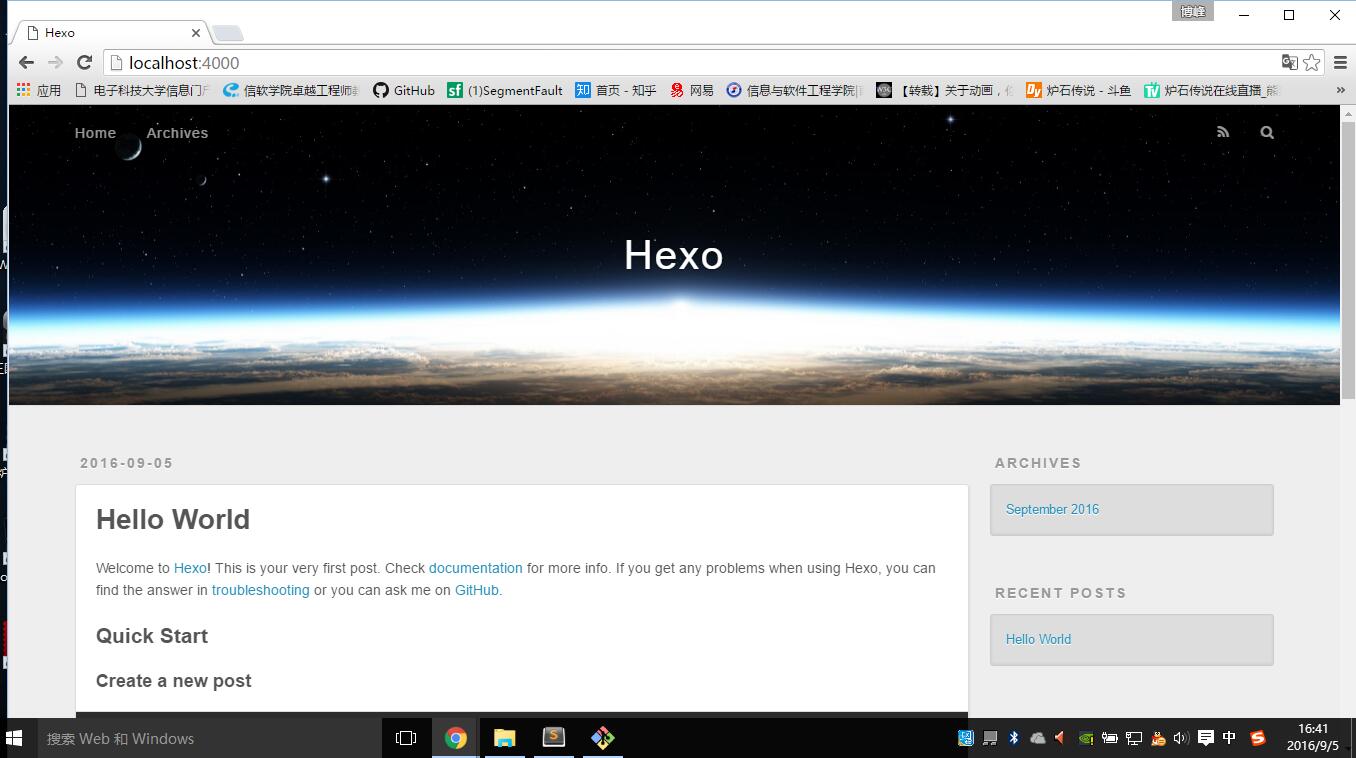 博峰
Hexo
localhost:4000
应用 电子科技大学信息门户 信软学院卓越工程师 GitHub (1)SegmentFault 首页 - 知乎 网易 信息与软件工程学院 【转载】关于动画， 炉石传说 - 斗鱼 炉石传说在线直播_熊 »
Home Archives
Hexo
2016-09-05
ARCHIVES
Hello World
September 2016
Welcome to Hexo! This is your very first post. Check documentation for more info. If you get any problems when using Hexo, you can
find the answer in troubleshooting or you can ask me on GitHub.
RECENT POSTS
Quick Start
Hello World
Create a new post
搜索 Web 和 Windows
中
16:41
2016/9/5